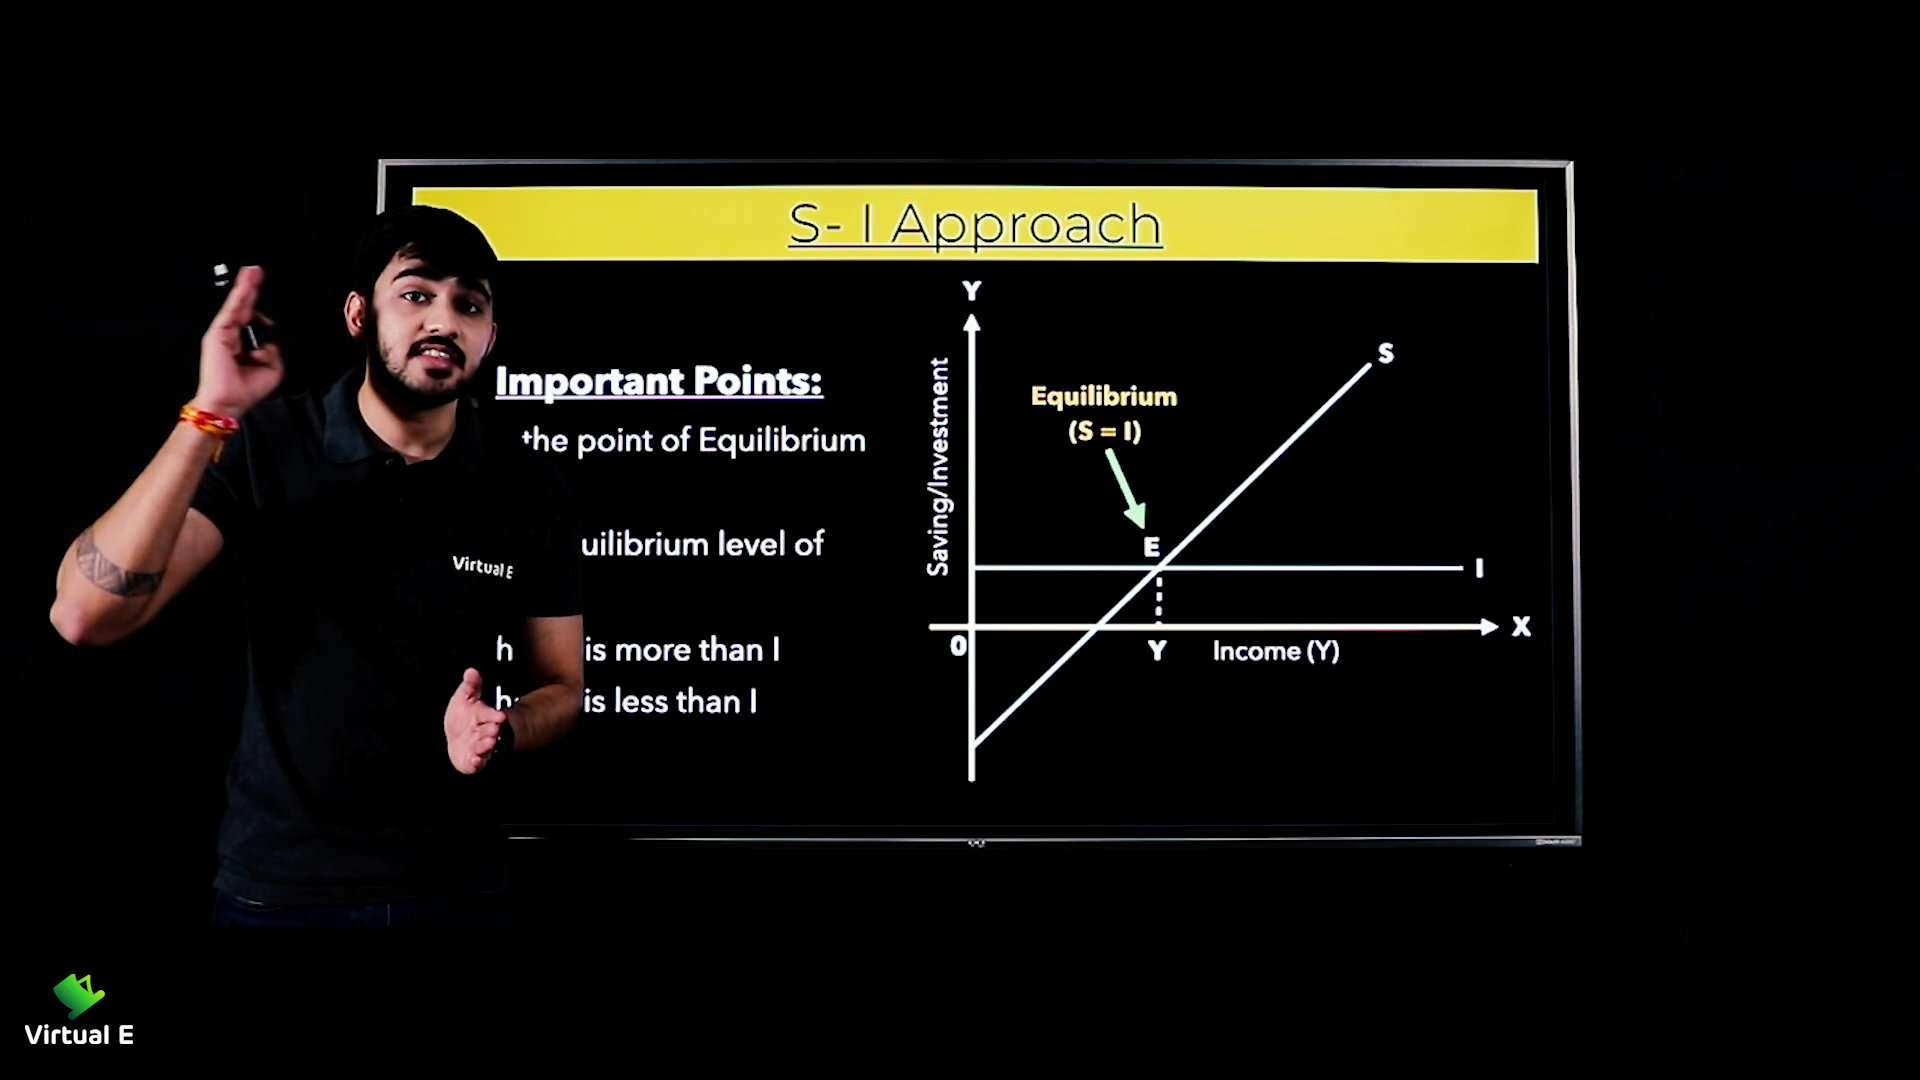 S- I Approach
Important Points:
the point of Equilibrium
level of
is more than I
is less than I
Y
Saving/Investment
Equilibrium
(S = I)
S
E
I
X
0
Y
Income (Y)
Virtual E
Virtual E